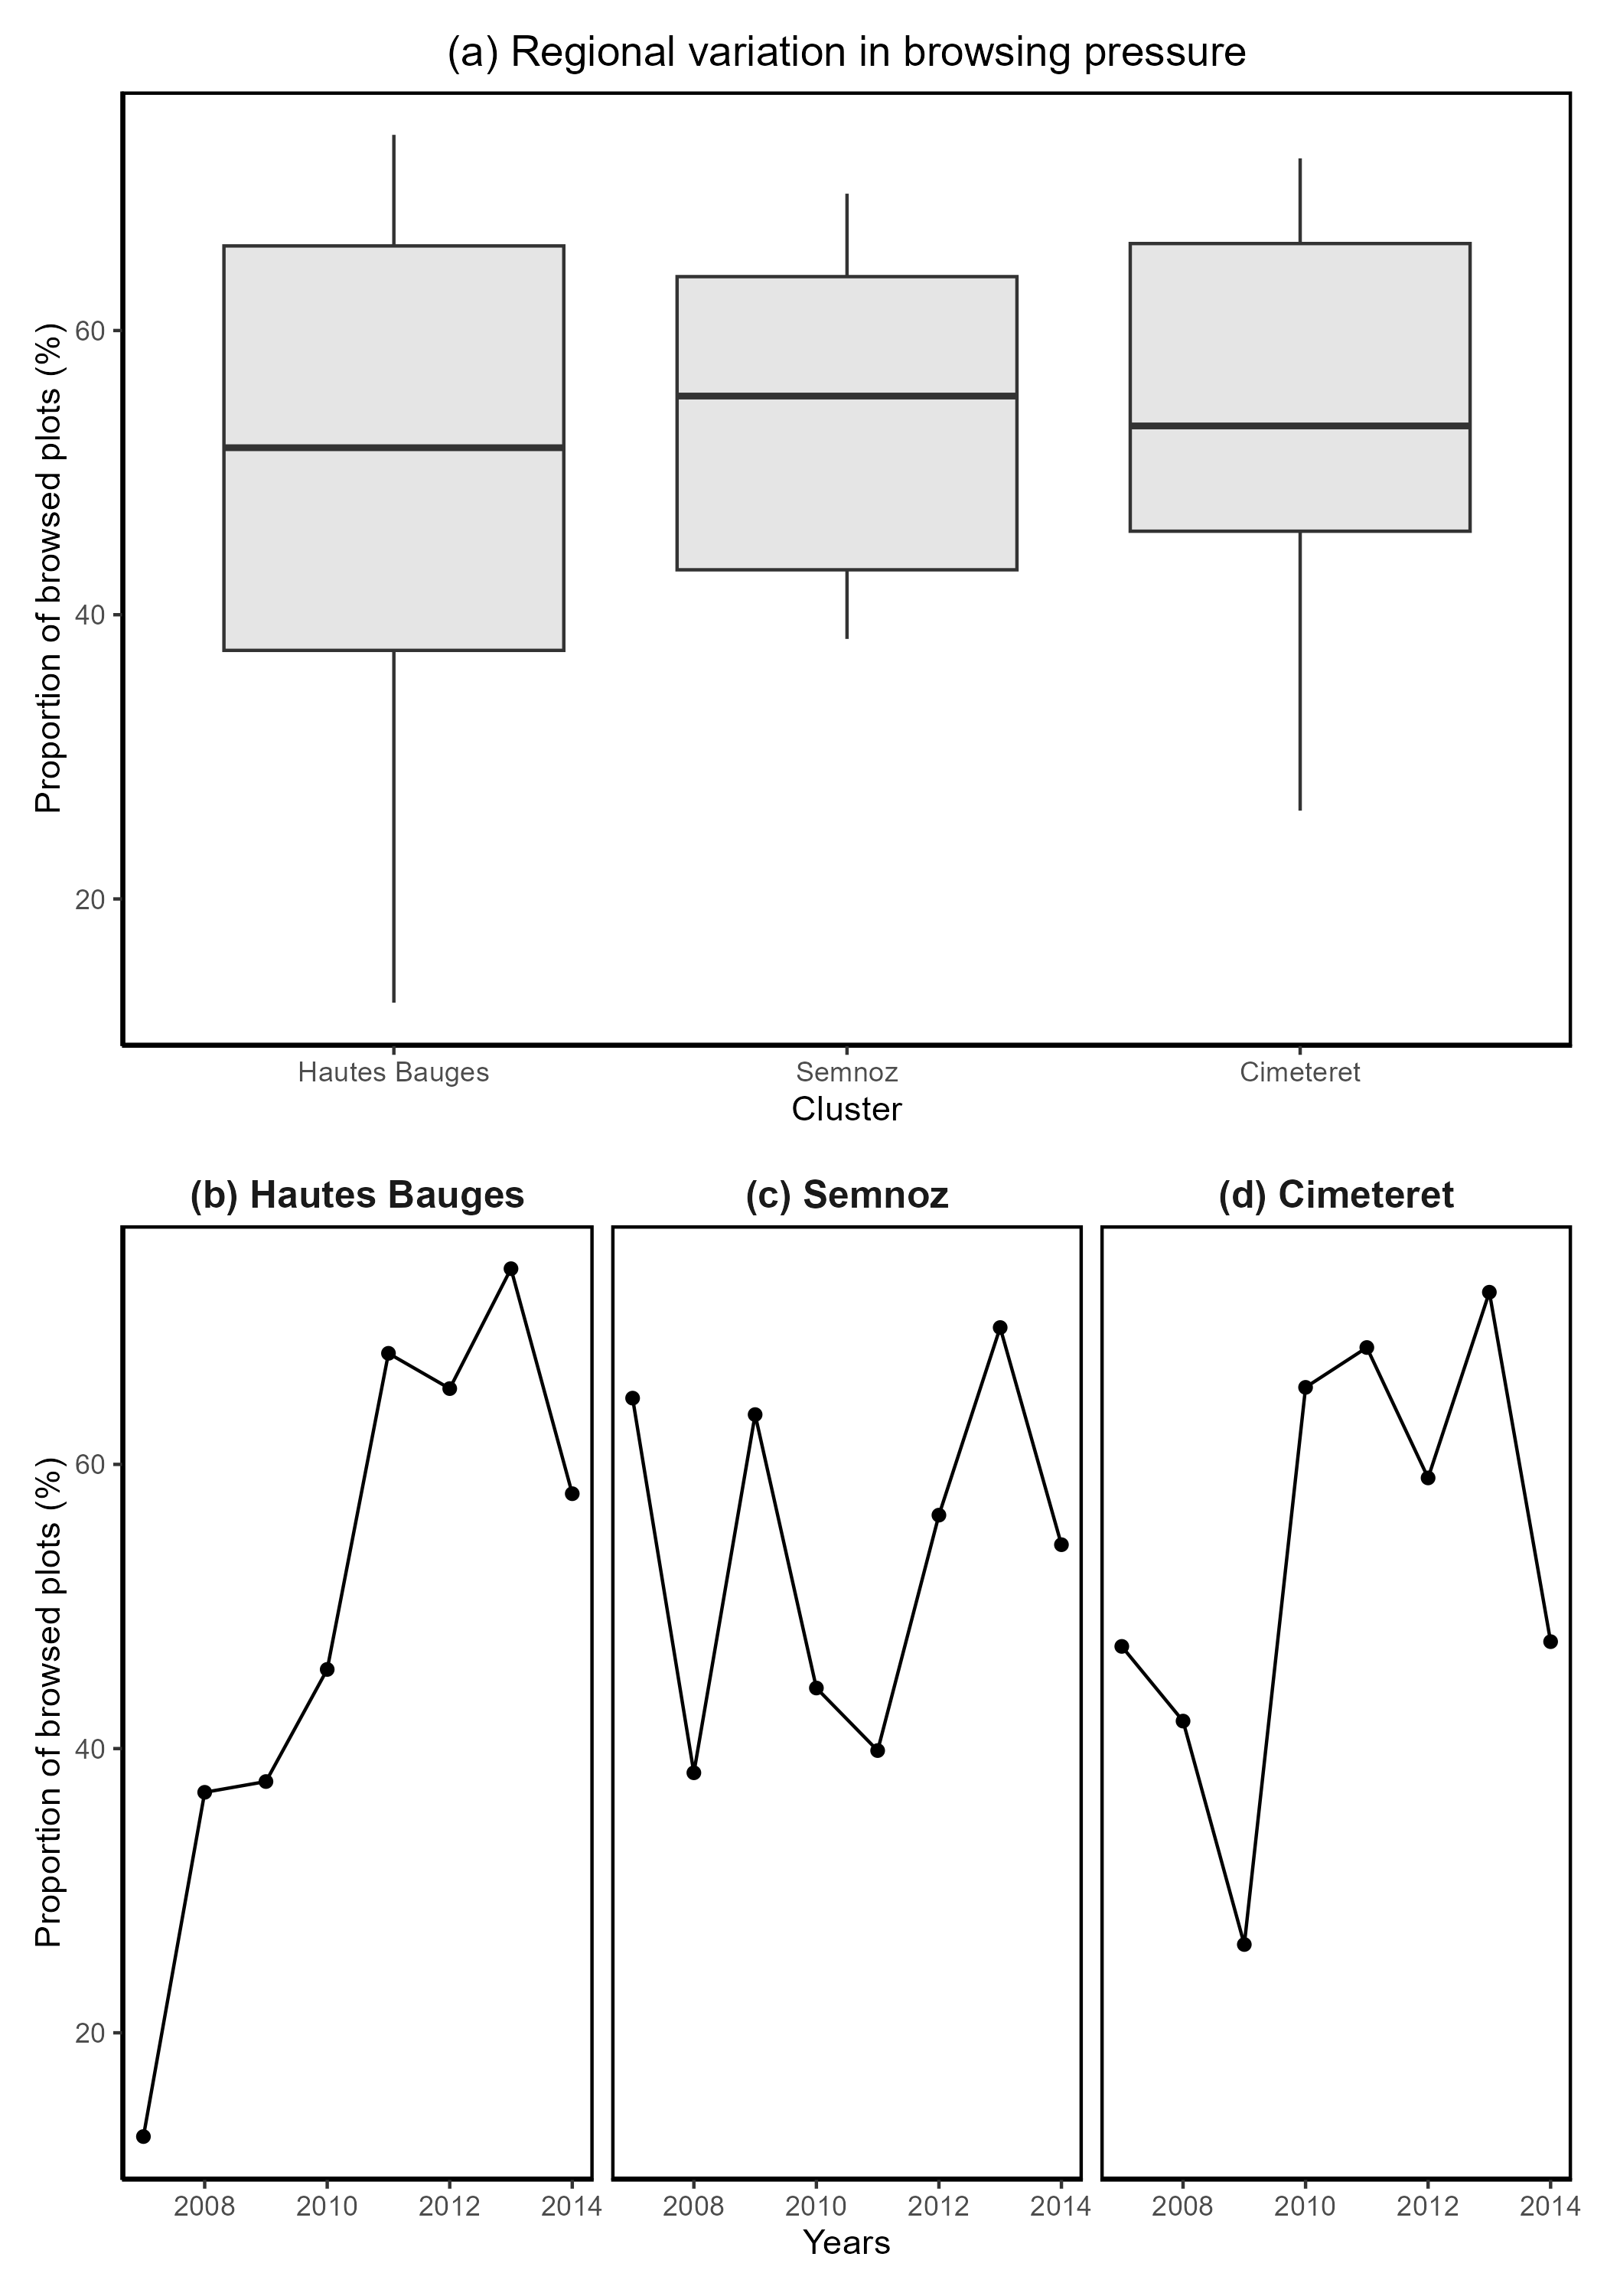 (a) Regional variation in browsing pressure
Proportion of browsed plots (%)
60
40
20
Hautes Bauges Semnoz Cimeteret
Cluster
(b) Hautes Bauges (c) Semnoz (d) Cimeteret
Proportion of browsed plots (%)
60
40
20
2008 2010 2012 2014 2008 2010 2012 2014 2008 2010 2012 2014
Years